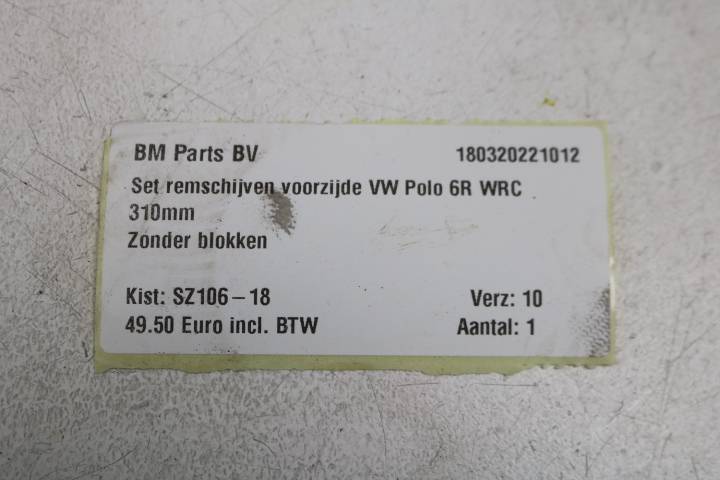 BM Parts BV 180320221012
Set remschijven voorzijde VW Polo 6R WRC
310mm
Zonder blokken
Kist: SZ106-18 Verz: 10
49.50 Euro incl. BTW Aantal: 1